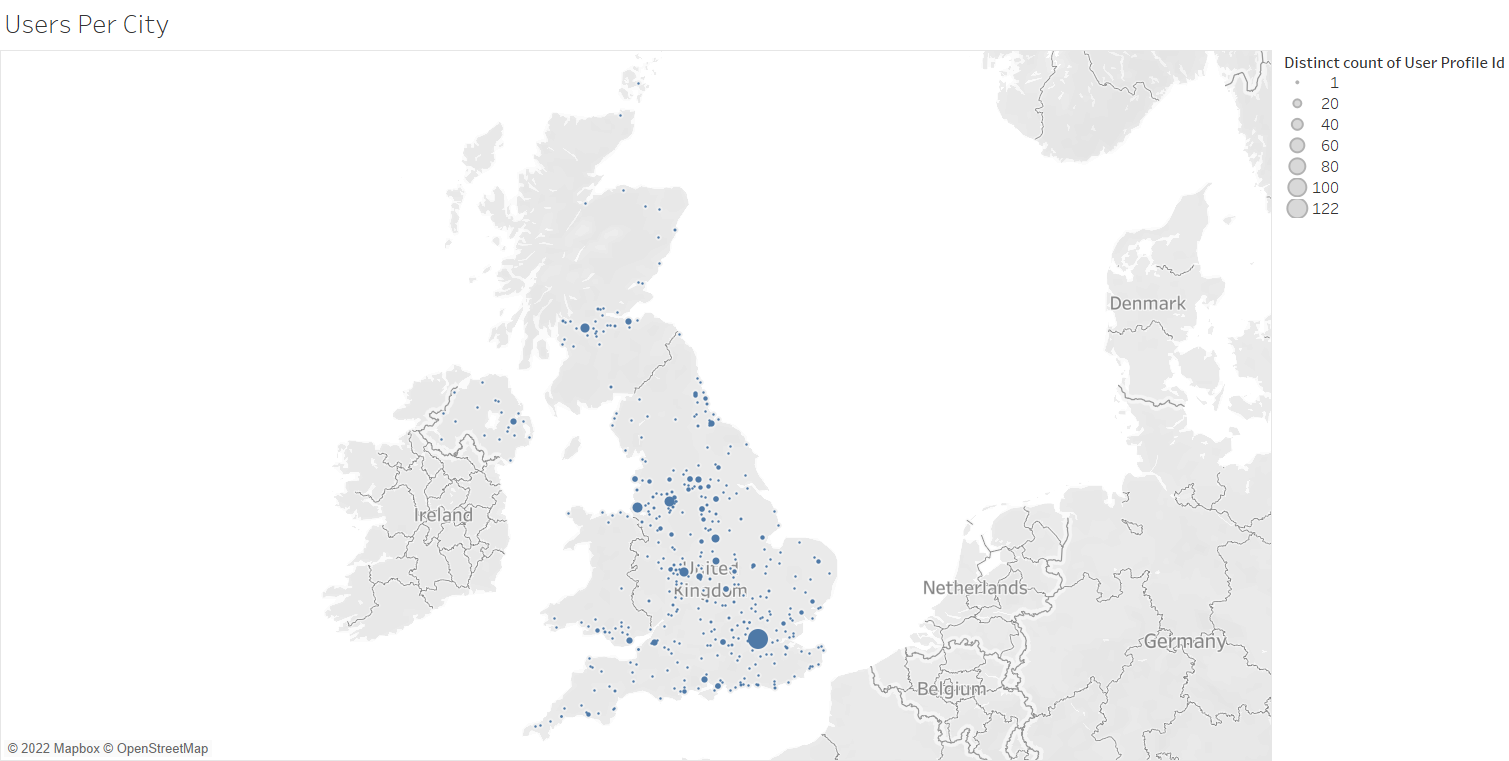 Users Per City
Distinct count of User Profile Id
1
20
40
60
80
100
122
Denmark
Ireland
United
Kingdom
Netherlands
Germany
Belgium
© 2022 Mapbox © OpenStreetMap